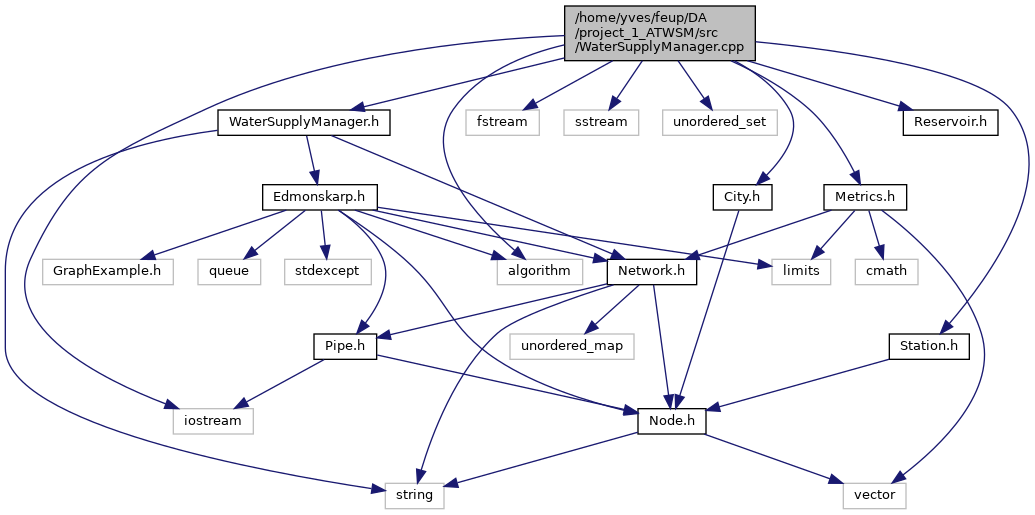 /home/yves/feup/DA
/project_1_ATWSM/src
/WaterSupplyManager.cpp
WaterSupplyManager.h
fstream
sstream
unordered_set
Reservoir.h
Edmonskarp.h
City.h
Metrics.h
GraphExample.h
queue
stdexcept
algorithm
Network.h
limits
cmath
Pipe.h
unordered_map
Station.h
iostream
Node.h
string
vector